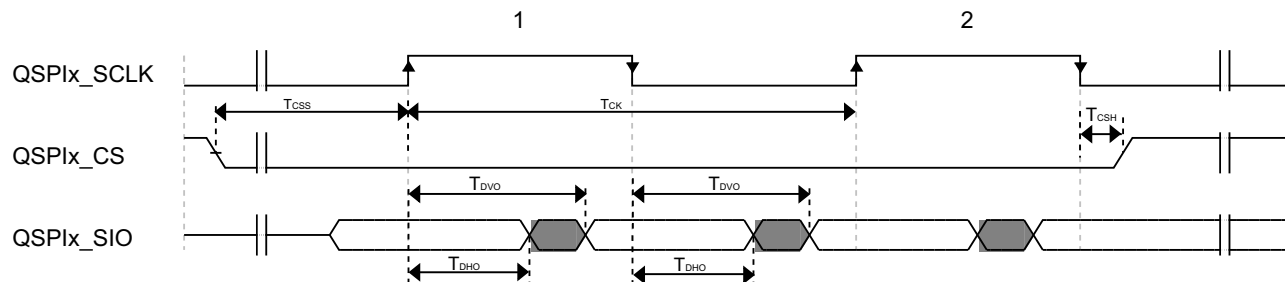 1 2
QSPIx_SCLK
TCSS TCK TCSH
QSPIx_CS
TDVO TDVO
QSPIx_SIO
TDHO TDHO